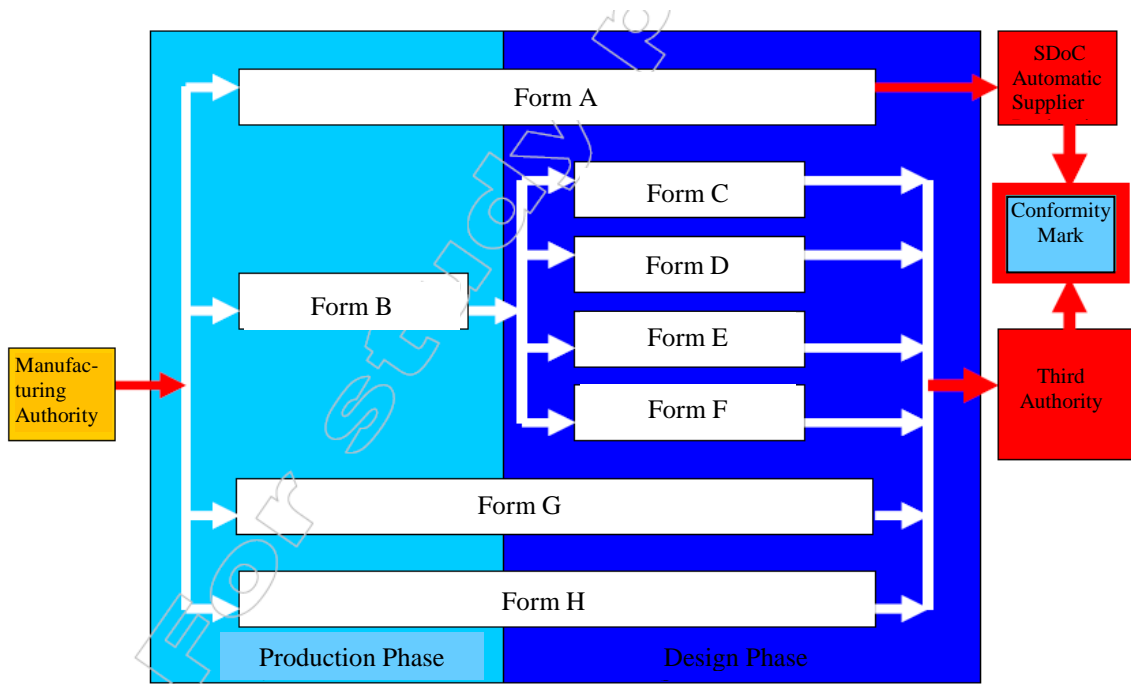 SDoC
Automatic
Supplier
Form A
Form C
Conformity
Mark
Form D
Form B
Form E
Manufac-
turing
Authority
Third
Authority
Form F
Form G
Form H
Production Phase
Design Phase
For study p